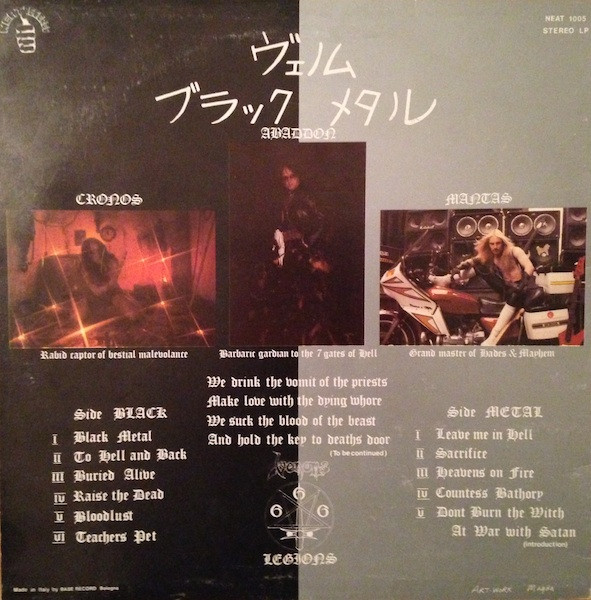 NEAT 1005
STEREO LP
ヴェノム
ブラック メタル
ABADDON
CRONOS
MANTAS
Rabid captor of bestial malevolance
Barbaric gardian to the 7 gates of Hell
Grand master of Hades & Mayhem
We drink the vomit of the priests
Make love with the dying whore
We suck the blood of the beast
And hold the key to deaths door
(To be continued)
Side BLACK
I Black Metal
II To Hell and Back
III Buried Alive
IV Raise the Dead
V Bloodlust
VI Teachers Pet
Side METAL
I Leave me in Hell
II Sacrifice
III Heavens on Fire
IV Countess Bathory
V Dont Burn the Witch
At War with Satan
(Introduction)
VENOMS
6
6 6
LEGIONS
Made in Italy by BASE RECORD Bologna
ARTWORX Magda